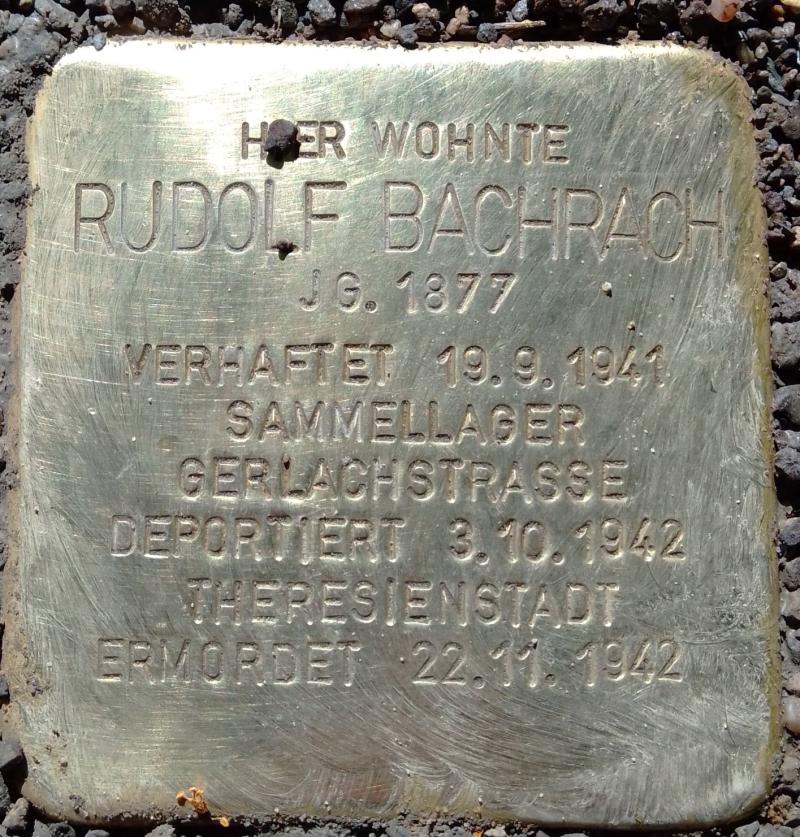 HIER WOHNTE
RUDOLF BACHRACH
JG. 1877
VERHAFTET 19.9.1941
SAMMELLAGER
GERLACHSTRASSE
DEPORTIERT 3.10.1942
THERESIENSTADT
ERMORDET 22.11.1942